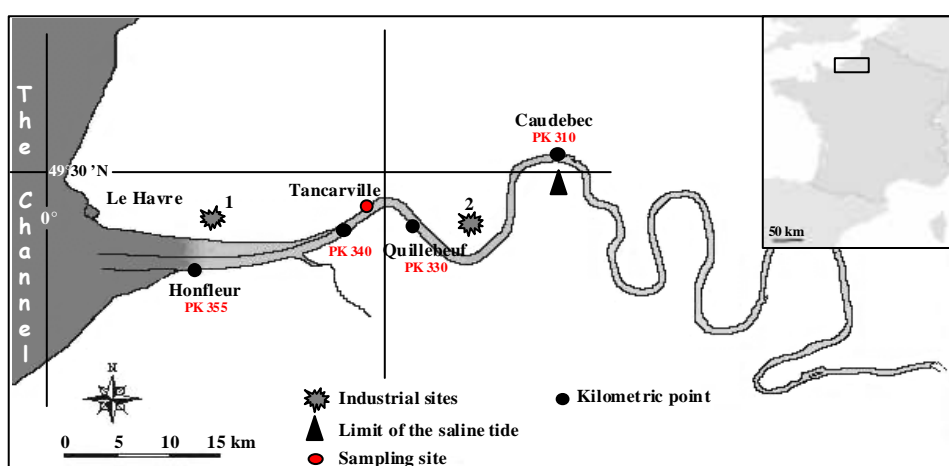 The Channel
49°30 'N
0°
Le Havre
1
Tancarville
2
Caudebec
PK 310
PK 340
Quillebeuf
PK 330
Honfleur
PK 355
50 km
N
Industrial sites
Kilometric point
Limit of the saline tide
Sampling site
0 5 10 15 km